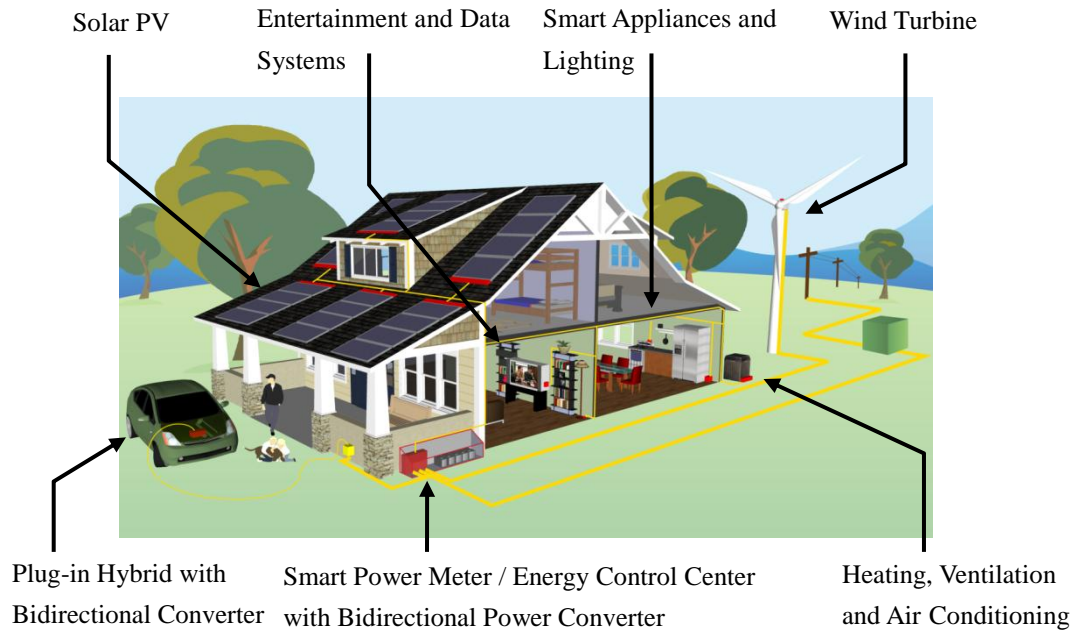 Solar PV
Entertainment and Data
Systems
Smart Appliances and
Lighting
Wind Turbine
Plug-in Hybrid with
Bidirectional Converter
Smart Power Meter / Energy Control Center
with Bidirectional Power Converter
Heating, Ventilation
and Air Conditioning